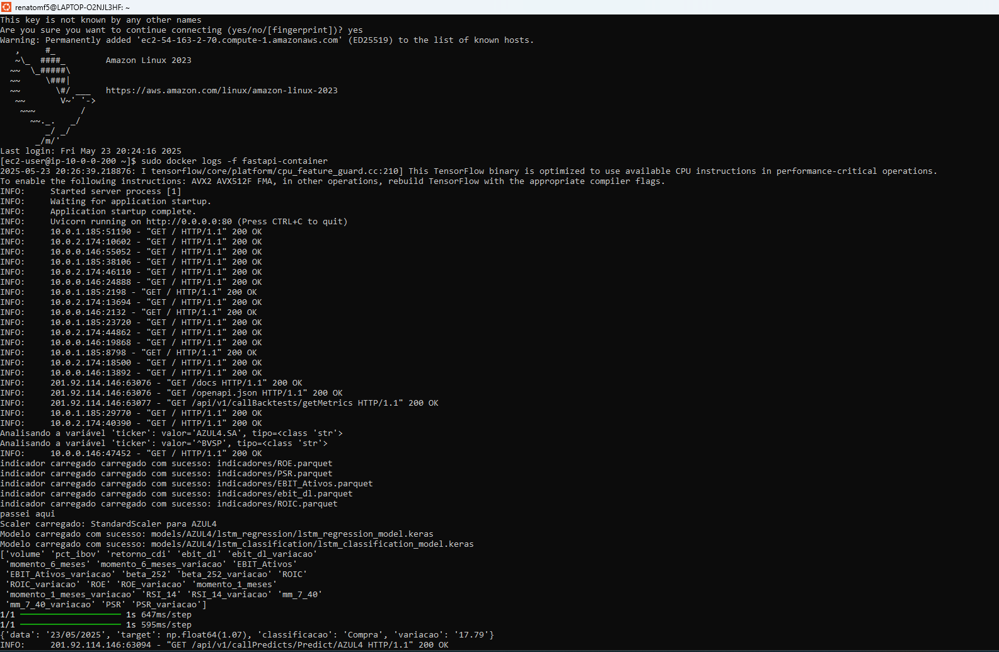 renatomf5@LAPTOP-O2NJL3HF: ~
This key is not known by any other names
Are you sure you want to continue connecting (yes/no/[fingerprint])? yes
Warning: Permanently added 'ec2-54-163-2-70.compute-1.amazonaws.com' (ED25519) to the list of known hosts.
   ,     #_
   ~\_  ####_        Amazon Linux 2023
  ~~  \_#####\
  ~~     \###|
  ~~       \#/ ___   https://aws.amazon.com/linux/amazon-linux-2023
   ~~       V~' '->
    ~~~         /
      ~~._.   _/
         _/ _/
       _/m/'
Last login: Fri May 23 20:24:16 2025
[ec2-user@ip-10-0-0-200 ~]$ sudo docker logs -f fastapi-container
2025-05-23 20:26:39.218876: I tensorflow/core/platform/cpu_feature_guard.cc:210] This TensorFlow binary is optimized to use available CPU instructions in performance-critical operations.
To enable the following instructions: AVX2 AVX512F FMA, in other operations, rebuild TensorFlow with the appropriate compiler flags.
INFO:     Started server process [1]
INFO:     Waiting for application startup.
INFO:     Application startup complete.
INFO:     Uvicorn running on http://0.0.0.0:80 (Press CTRL+C to quit)
INFO:     10.0.1.185:51190 - "GET / HTTP/1.1" 200 OK
INFO:     10.0.2.174:10602 - "GET / HTTP/1.1" 200 OK
INFO:     10.0.0.146:55052 - "GET / HTTP/1.1" 200 OK
INFO:     10.0.1.185:38106 - "GET / HTTP/1.1" 200 OK
INFO:     10.0.2.174:46110 - "GET / HTTP/1.1" 200 OK
INFO:     10.0.0.146:24888 - "GET / HTTP/1.1" 200 OK
INFO:     10.0.1.185:2198 - "GET / HTTP/1.1" 200 OK
INFO:     10.0.2.174:13694 - "GET / HTTP/1.1" 200 OK
INFO:     10.0.0.146:2132 - "GET / HTTP/1.1" 200 OK
INFO:     10.0.1.185:23720 - "GET / HTTP/1.1" 200 OK
INFO:     10.0.2.174:44862 - "GET / HTTP/1.1" 200 OK
INFO:     10.0.0.146:19868 - "GET / HTTP/1.1" 200 OK
INFO:     10.0.1.185:8798 - "GET / HTTP/1.1" 200 OK
INFO:     10.0.2.174:18500 - "GET / HTTP/1.1" 200 OK
INFO:     10.0.0.146:13892 - "GET / HTTP/1.1" 200 OK
INFO:     201.92.114.146:63076 - "GET /docs HTTP/1.1" 200 OK
INFO:     201.92.114.146:63076 - "GET /openapi.json HTTP/1.1" 200 OK
INFO:     201.92.114.146:63077 - "GET /api/v1/callBacktests/getMetrics HTTP/1.1" 200 OK
INFO:     10.0.1.185:29770 - "GET / HTTP/1.1" 200 OK
INFO:     10.0.2.174:40390 - "GET / HTTP/1.1" 200 OK
Analisando a variável 'ticker': valor='AZUL4.SA', tipo=<class 'str'>
Analisando a variável 'ticker': valor='^BVSP', tipo=<class 'str'>
INFO:     10.0.0.146:47452 - "GET / HTTP/1.1" 200 OK
indicador carregado carregado com sucesso: indicadores/ROE.parquet
indicador carregado carregado com sucesso: indicadores/PSR.parquet
indicador carregado carregado com sucesso: indicadores/EBIT_Ativos.parquet
indicador carregado carregado com sucesso: indicadores/ebit_dl.parquet
indicador carregado carregado com sucesso: indicadores/ROIC.parquet
passei aqui
Scaler carregado: StandardScaler para AZUL4
Modelo carregado com sucesso: models/AZUL4/lstm_regression/lstm_regression_model.keras
Modelo carregado com sucesso: models/AZUL4/lstm_classification/lstm_classification_model.keras
['volume' 'pct_ibov' 'retorno_cdi' 'ebit_dl' 'ebit_dl_variacao'
 'momento_6_meses' 'momento_6_meses_variacao' 'EBIT_Ativos'
 'EBIT_Ativos_variacao' 'beta_252' 'beta_252_variacao' 'ROIC'
 'ROIC_variacao' 'ROE' 'ROE_variacao' 'momento_1_meses'
 'momento_1_meses_variacao' 'RSI_14' 'RSI_14_variacao' 'mm_7_40'
 'mm_7_40_variacao' 'PSR' 'PSR_variacao']
1/1 ━━━━━━━━━━━━━━━━━━━━ 1s 647ms/step
1/1 ━━━━━━━━━━━━━━━━━━━━ 1s 595ms/step
{'data': '23/05/2025', 'target': np.float64(1.07), 'classificacao': 'Compra', 'variacao': '17.79'}
INFO:     201.92.114.146:63094 - "GET /api/v1/callPredicts/Predict/AZUL4 HTTP/1.1" 200 OK